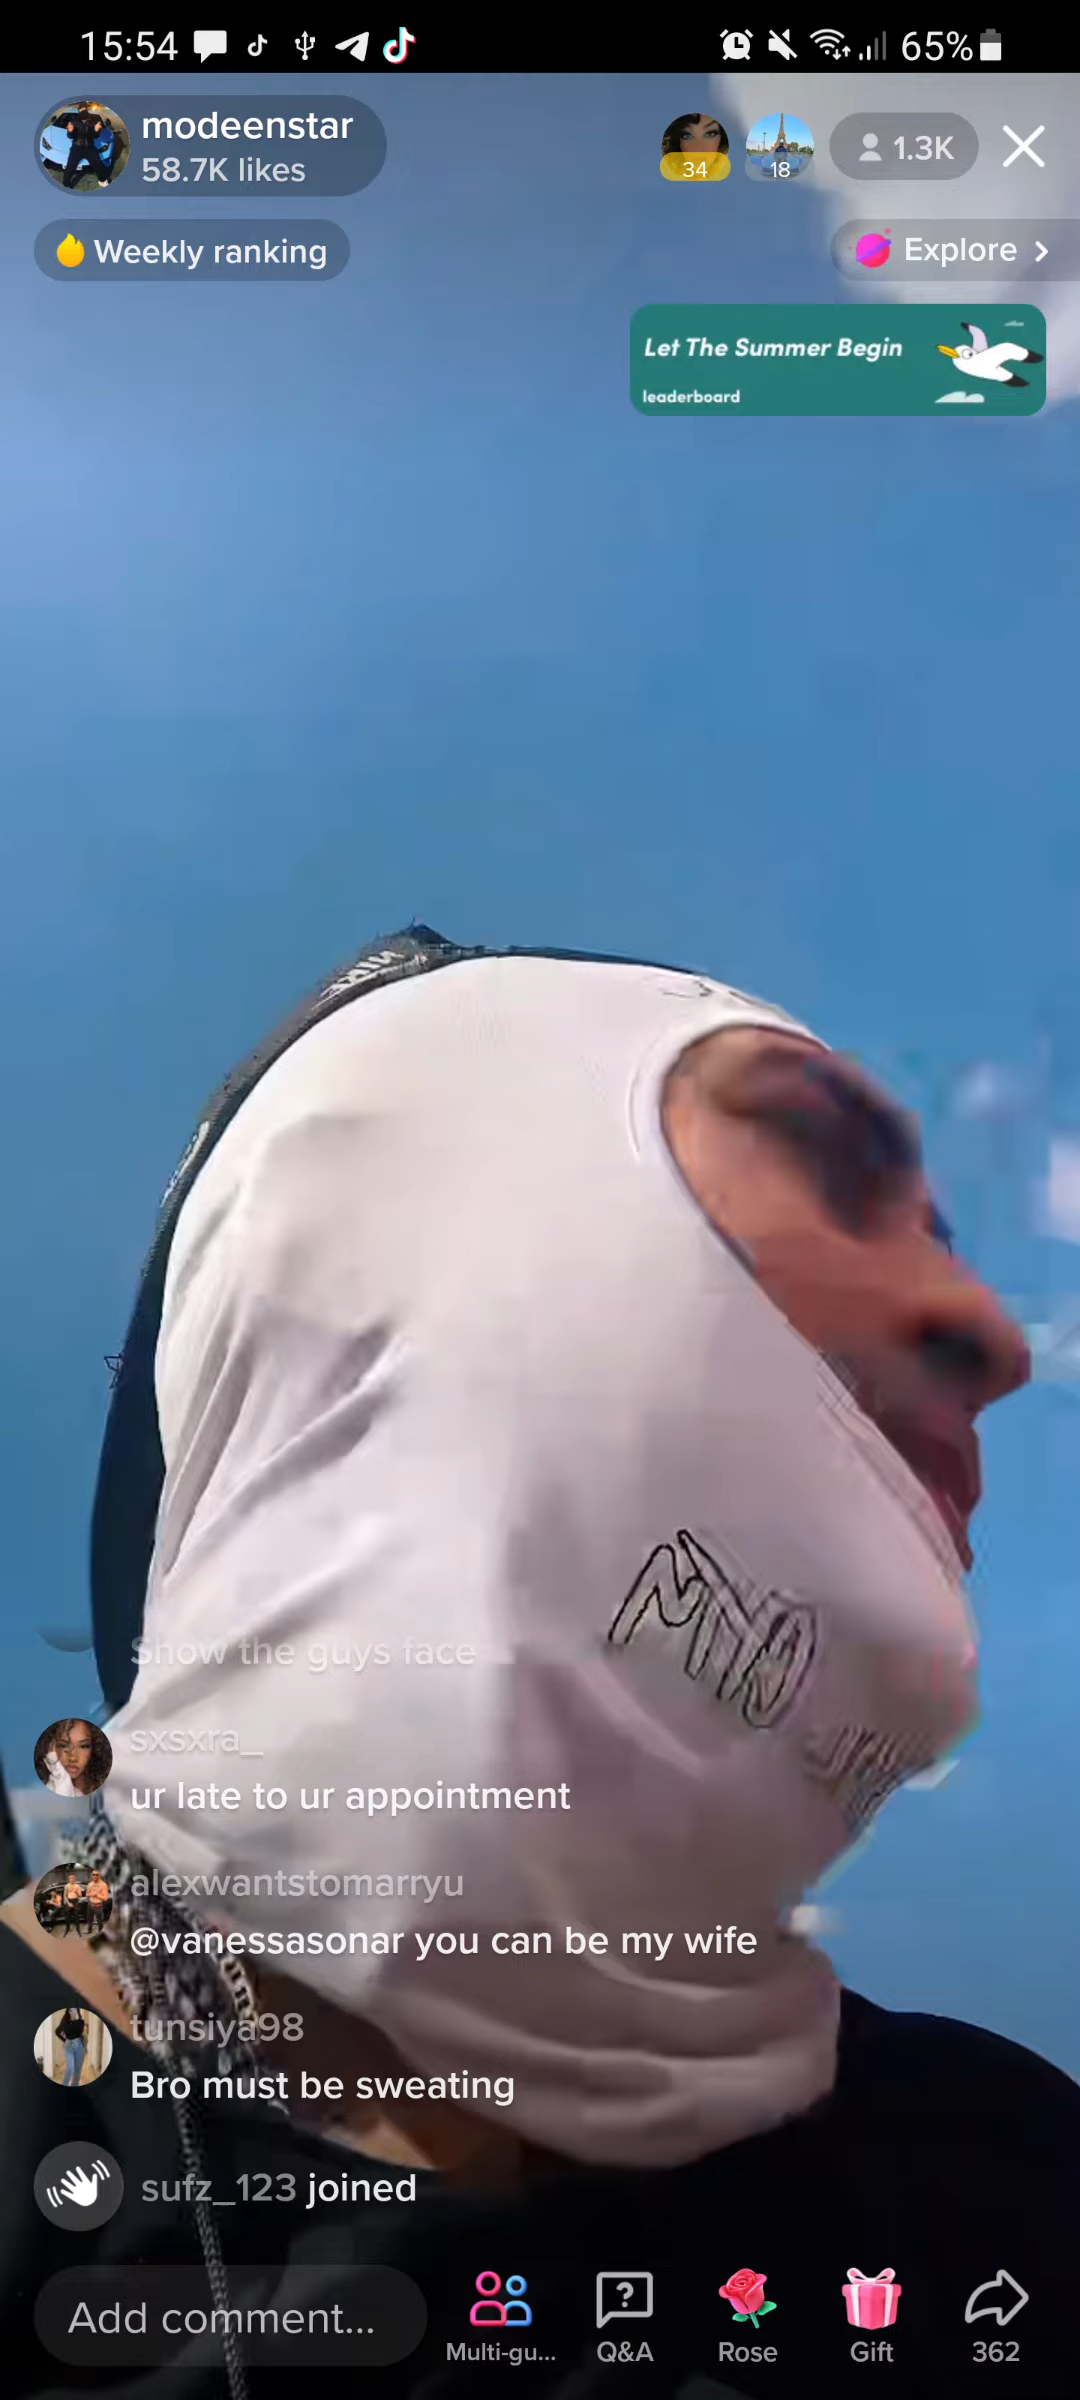 15:54
65%
modeenstar
58.7K likes
34
18
1.3K
Weekly ranking
Explore
Let The Summer Begin
leaderboard
NIKE
Show the guys face
sxsxra_
ur late to ur appointment
alexwantstomarryu
@vanessasonar you can be my wife
tunsiya98
Bro must be sweating
sufz_123 joined
Add comment...
Multi-gu...
Q&A
Rose
Gift
362